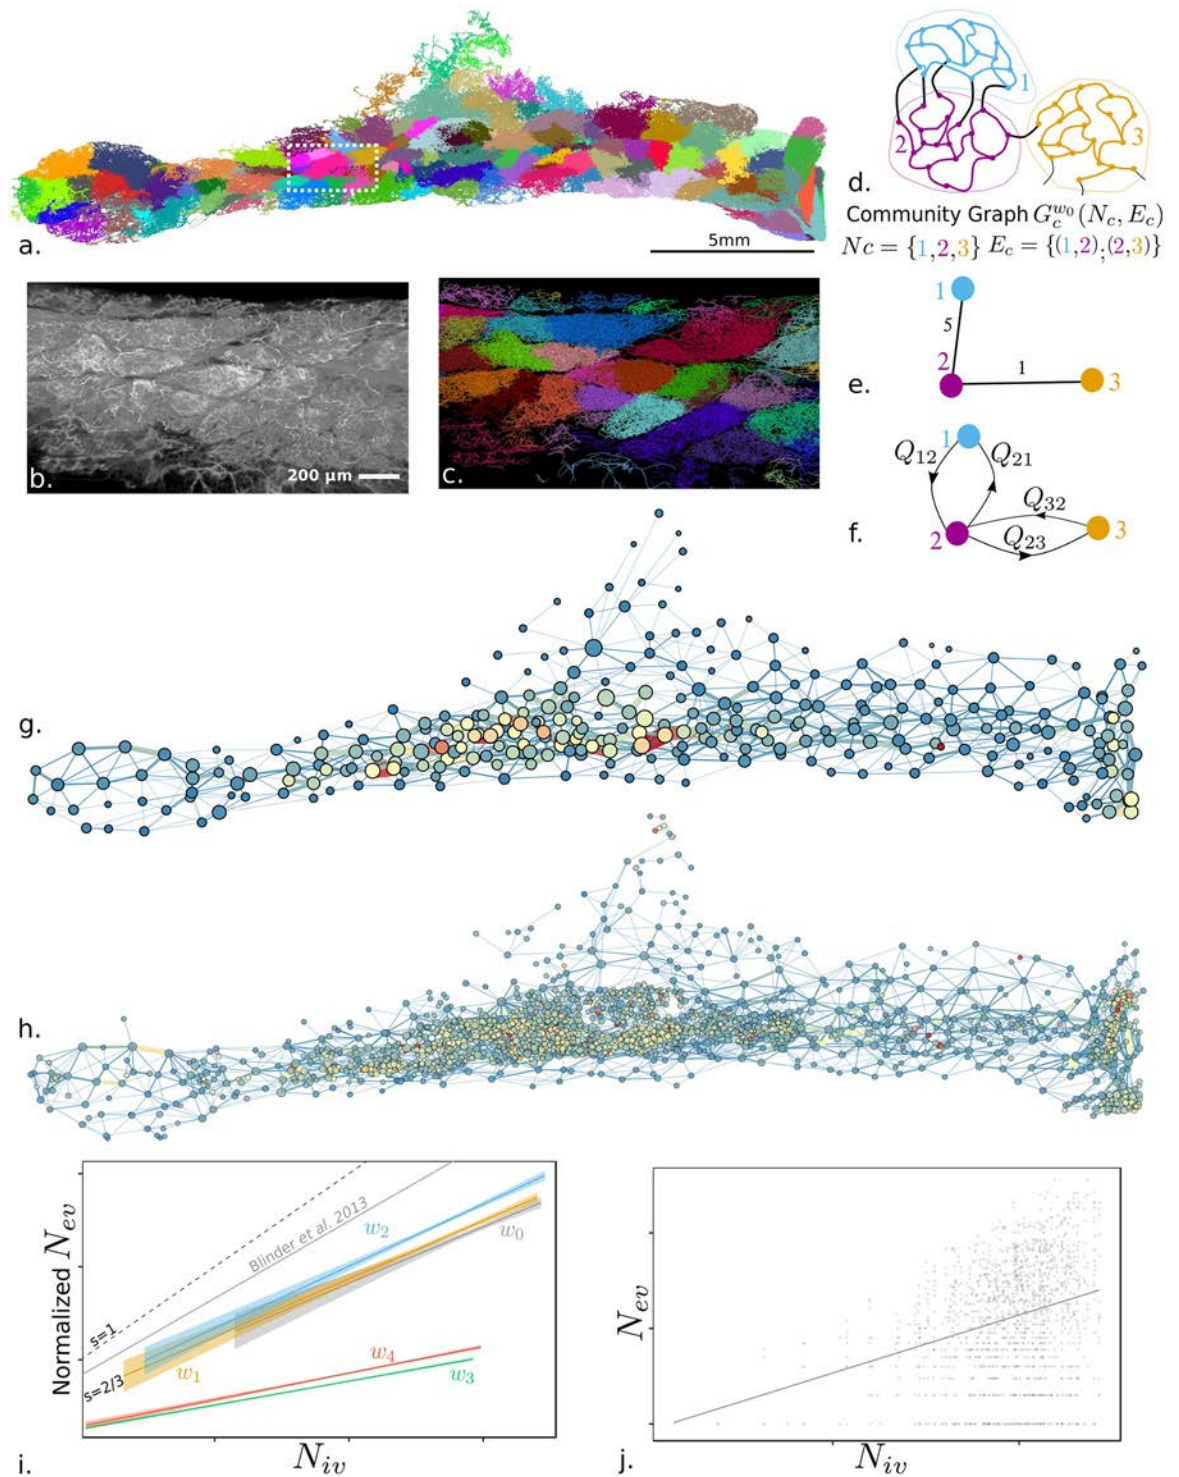 1
2
3
d.
Community Graph G_c^{w_0}(N_c, E_c)
Nc = {1,2,3} E_c = {(1,2);(2,3)}
a.
5mm
b.
200 µm
c.
1
5
2
1
3
e.
1
Q_{12}
Q_{21}
Q_{32}
2
Q_{23}
3
f.
g.
h.
Normalized N_{ev}
s=1
s=2/3
Blinder et al. 2013
w_2
w_0
w_1
w_4
w_3
N_{iv}
i.
N_{ev}
N_{iv}
j.